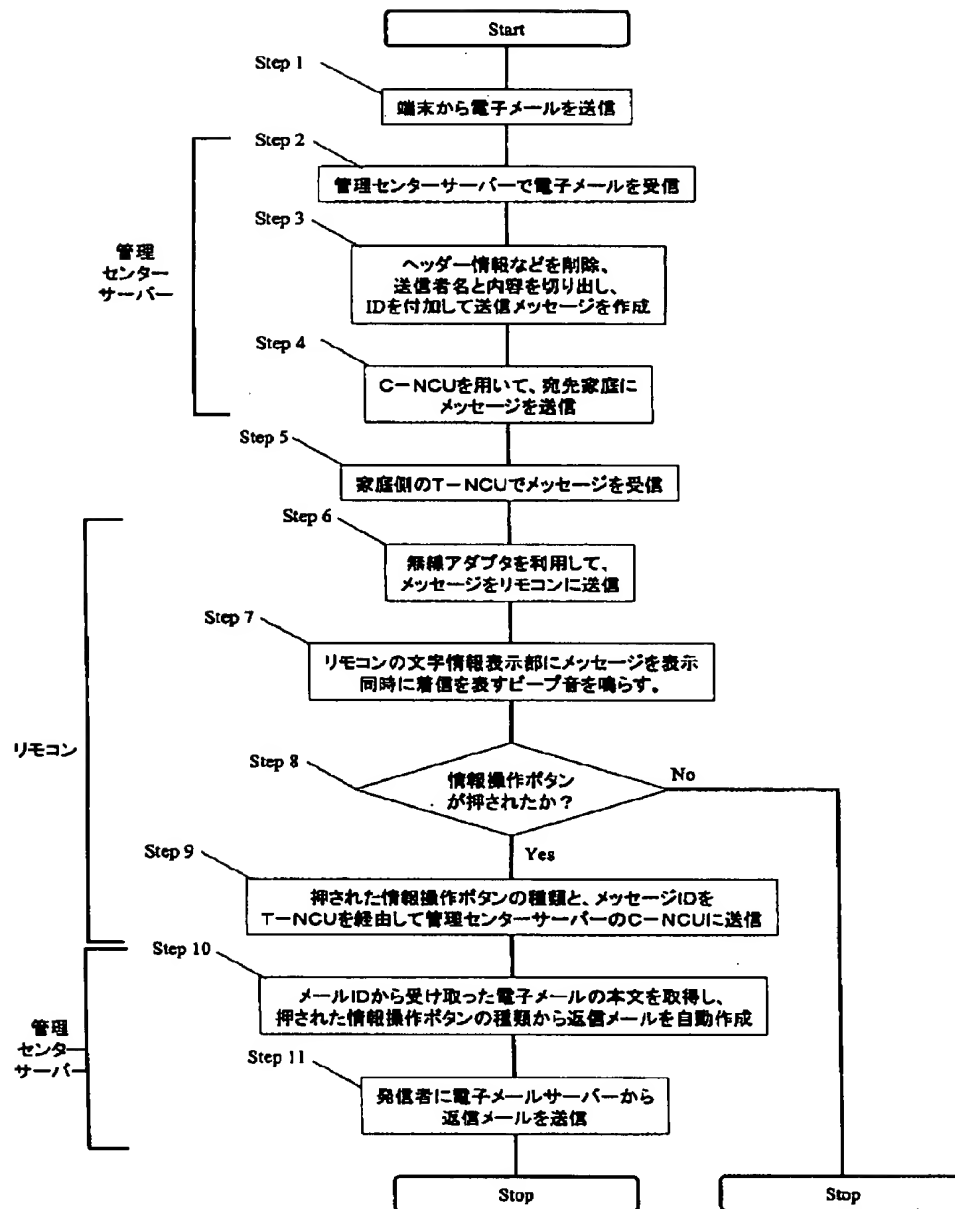 Start
Step 1
端末から電子メールを送信
Step 2
管理センターサーバーで電子メールを受信
Step 3
ヘッダー情報などを削除、
送信者名と内容を切り出し、
IDを付加して送信メッセージを作成
管理
センター
サーバー
Step 4
C－NCUを用いて、宛先家庭に
メッセージを送信
Step 5
家庭側のT－NCUでメッセージを受信
Step 6
無線アダプタを利用して、
メッセージをリモコンに送信
Step 7
リモコンの文字情報表示部にメッセージを表示
同時に着信を表すビープ音を鳴らす。
リモコン
Step 8
情報操作ボタン
が押されたか？
No
Yes
Step 9
押された情報操作ボタンの種類と、メッセージIDを
T－NCUを経由して管理センターサーバーのC－NCUに送信
Step 10
メールIDから受け取った電子メールの本文を取得し、
押された情報操作ボタンの種類から返信メールを自動作成
管理
センター
サーバー
Step 11
発信者に電子メールサーバーから
返信メールを送信
Stop
Stop